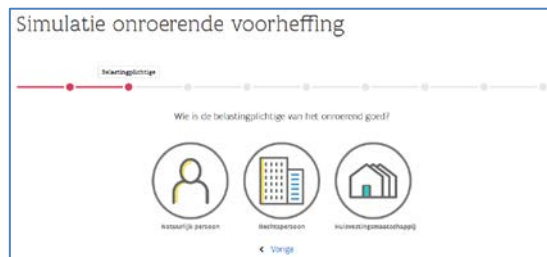 Simulatie onroerende voorheffing
Belastingplichtige
Wie is de belastingplichtige van het onroerend goed?
Natuurlijk persoon
Rechtspersoon
Huisvestingsmaatschappij
< Vorige